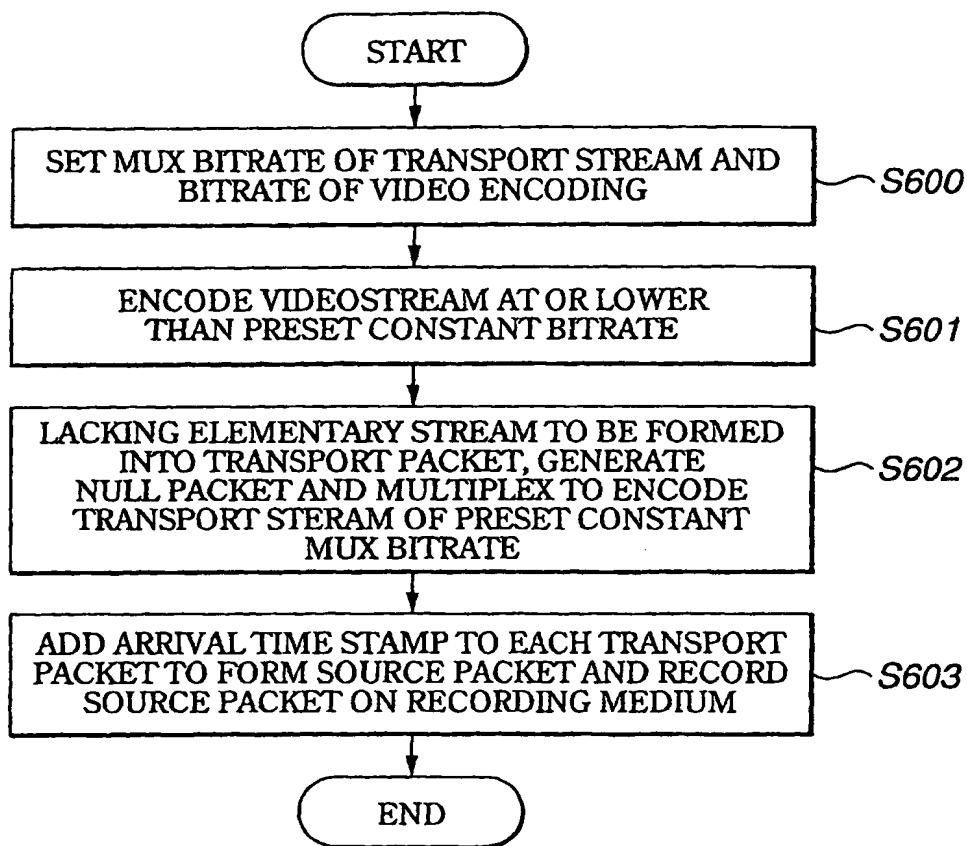 START
SET MUX BITRATE OF TRANSPORT STREAM AND
BITRATE OF VIDEO ENCODING
S600
ENCODE VIDEOSTREAM AT OR LOWER
THAN PRESET CONSTANT BITRATE
S601
LACKING ELEMENTARY STREAM TO BE FORMED
INTO TRANSPORT PACKET, GENERATE
NULL PACKET AND MULTIPLEX TO ENCODE
TRANSPORT STERAM OF PRESET CONSTANT
MUX BITRATE
S602
ADD ARRIVAL TIME STAMP TO EACH TRANSPORT
PACKET TO FORM SOURCE PACKET AND RECORD
SOURCE PACKET ON RECORDING MEDIUM
S603
END